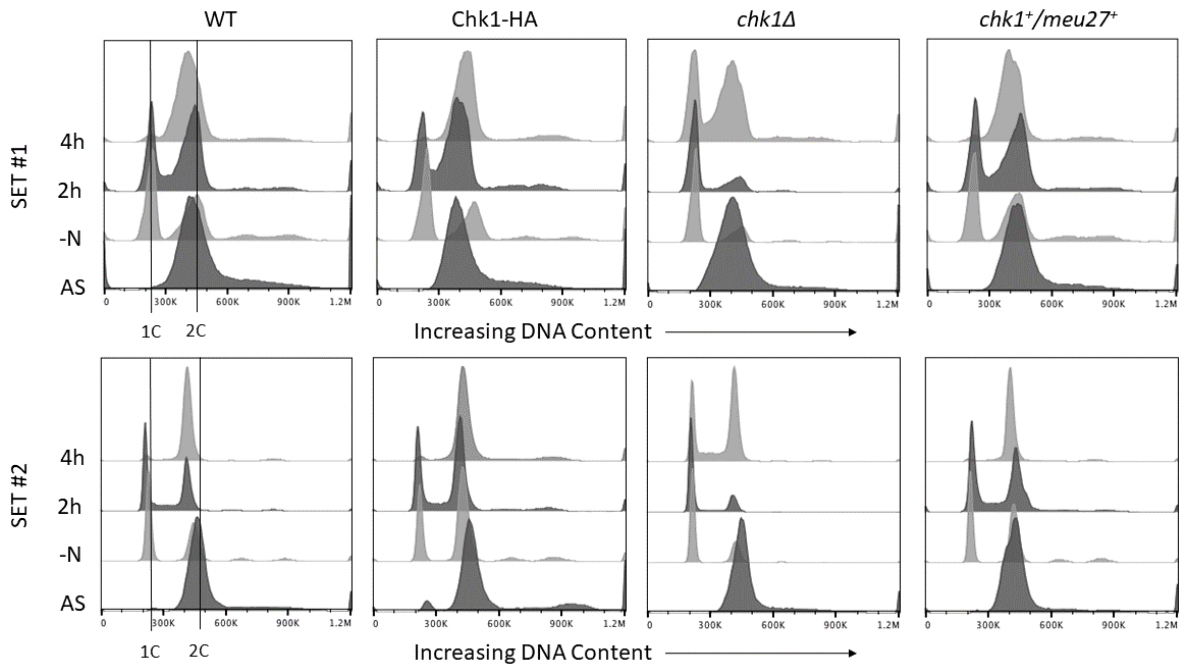 WT Chk1-HA chk1Δ chk1⁺/meu27⁺
SET #1
4h
2h
-N
AS
0 300K 600K 900K 1.2M 0 300K 600K 900K 1.2M 0 300K 600K 900K 1.2M 0 300K 600K 900K 1.2M
1C 2C Increasing DNA Content
SET #2
4h
2h
-N
AS
0 300K 600K 900K 1.2M 0 300K 600K 900K 1.2M 0 300K 600K 900K 1.2M 0 300K 600K 900K 1.2M
1C 2C Increasing DNA Content